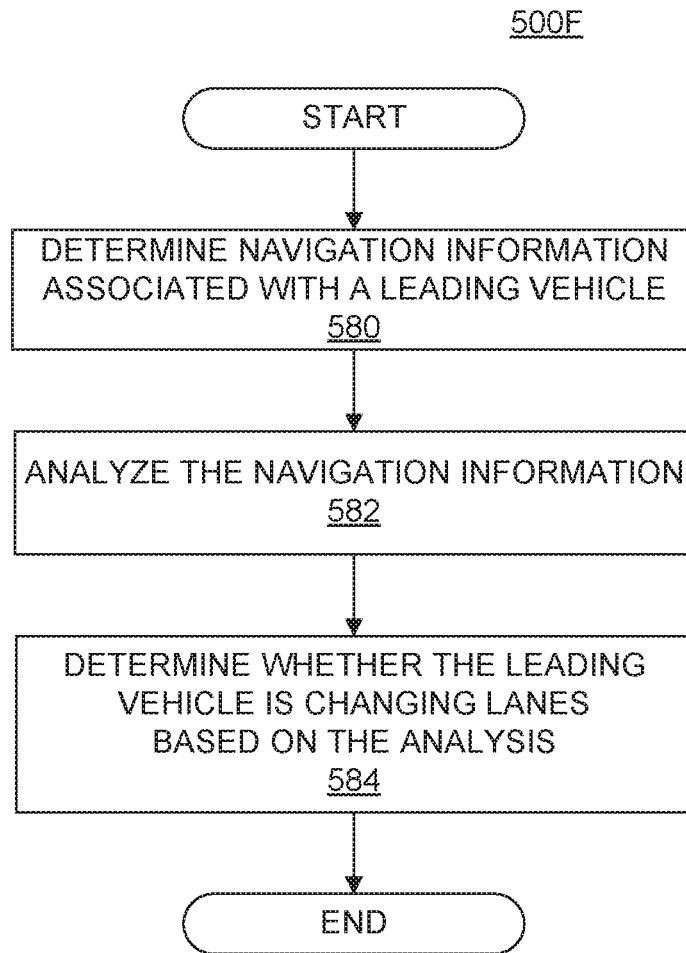 500F
START
DETERMINE NAVIGATION INFORMATION
ASSOCIATED WITH A LEADING VEHICLE
580
ANALYZE THE NAVIGATION INFORMATION
582
DETERMINE WHETHER THE LEADING
VEHICLE IS CHANGING LANES
BASED ON THE ANALYSIS
584
END